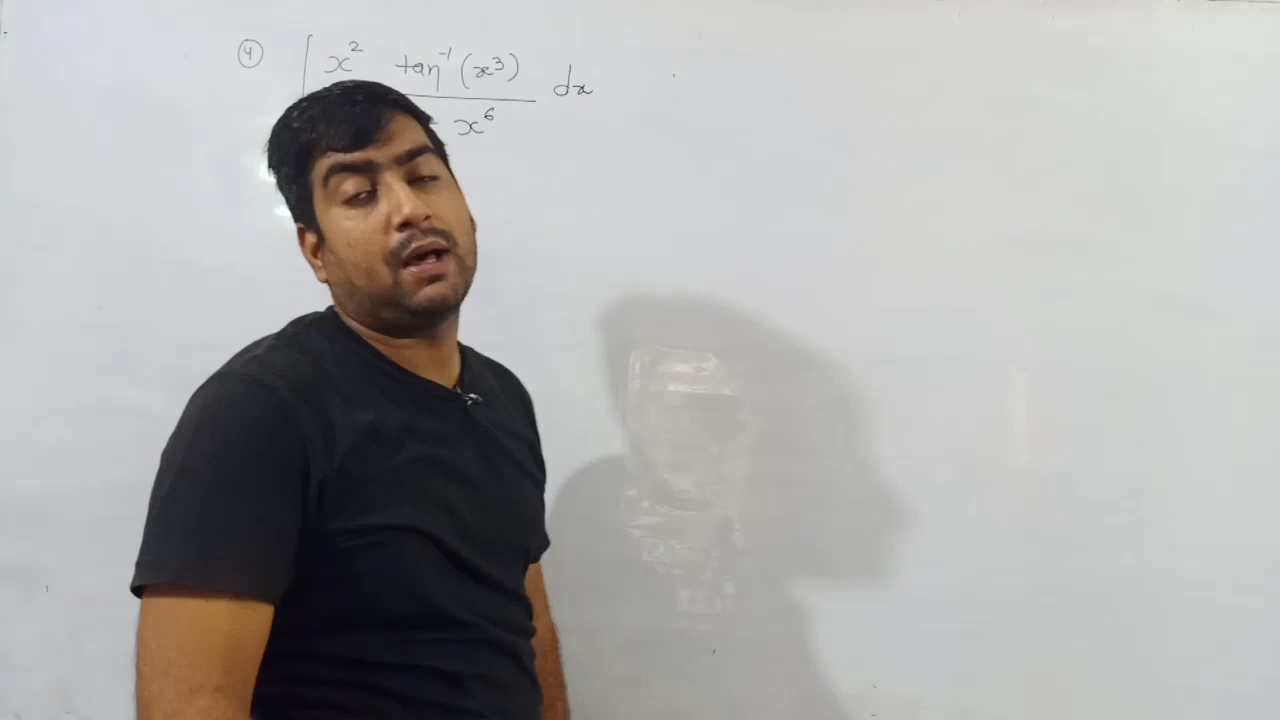 ④ ∫ x² tan⁻¹(x³) dx
x⁶